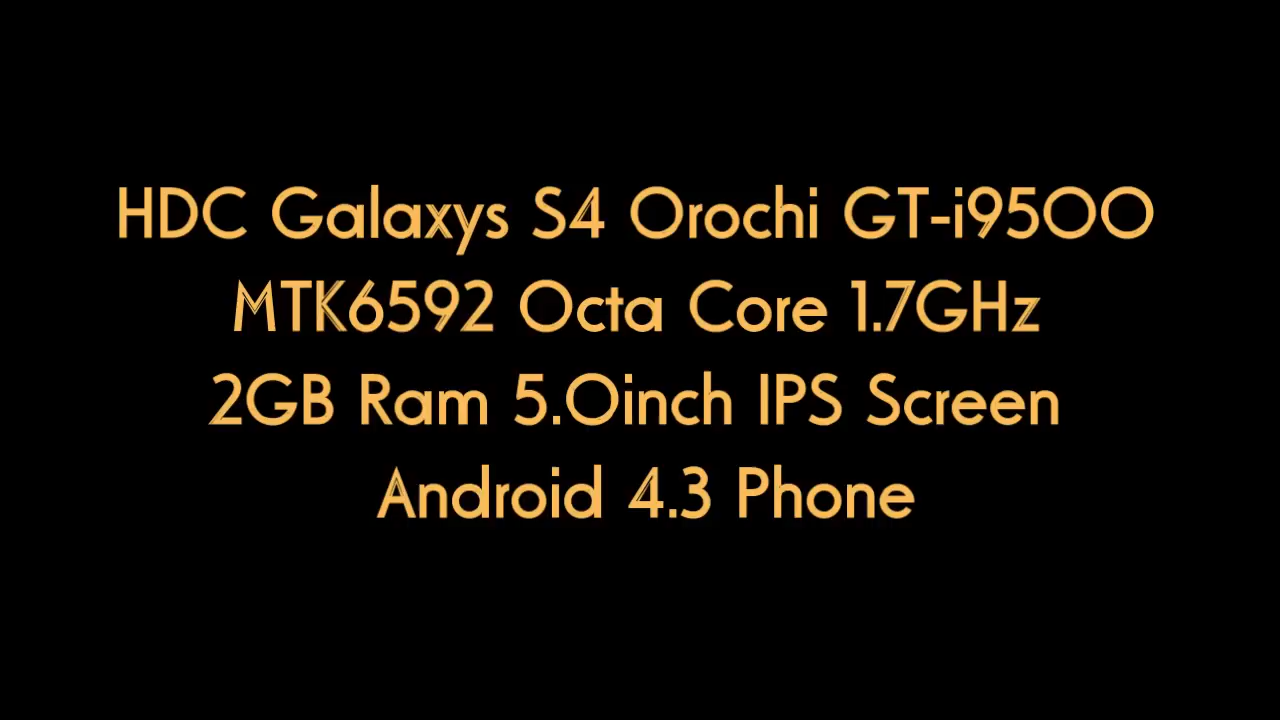 HDC Galaxys S4 Orochi GT-i9500
MTK6592 Octa Core 1.7GHz
2GB Ram 5.0inch IPS Screen
Android 4.3 Phone